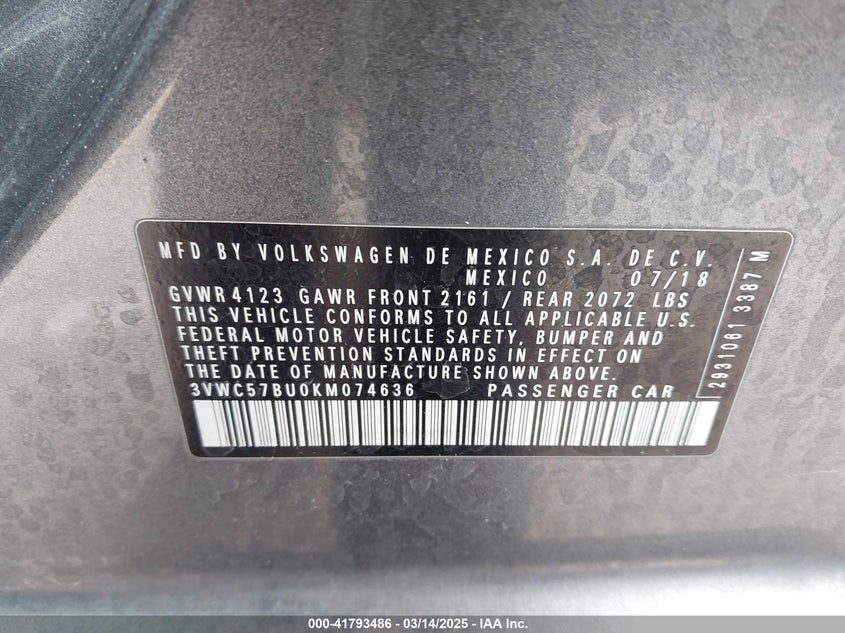 MFD BY VOLKSWAGEN DE MEXICO S.A. DE C.V.
MEXICO 07/18
GVWR 4123 GAWR FRONT 2161 / REAR 2072 LBS
THIS VEHICLE CONFORMS TO ALL APPLICABLE U.S.
FEDERAL MOTOR VEHICLE SAFETY, BUMPER AND
THEFT PREVENTION STANDARDS IN EFFECT ON
THE DATE OF MANUFACTURE SHOWN ABOVE.
3VWC57BU0KM074636 PASSENGER CAR
2931061 3387 M
000-41793486 - 03/14/2025 - IAA Inc.